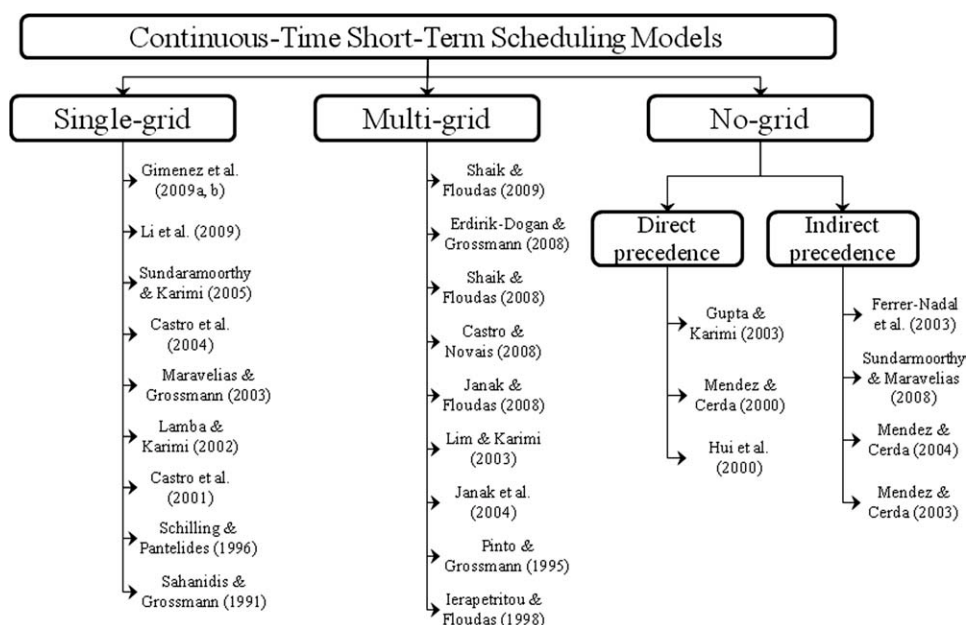 Continuous-Time Short-Term Scheduling Models
Single-grid
Gimenez et al.
(2009a, b)
Li et al. (2009)
Sundaramoorthy
& Karimi (2005)
Castro et al.
(2004)
Maravelias &
Grossmann (2003)
Lamba &
Karimi (2002)
Castro et al.
(2001)
Schilling &
Pantelides (1996)
Sahanidis &
Grossmann (1991)
Multi-grid
Shaik &
Floudas (2009)
Erdirik-Dogan &
Grossmann (2008)
Shaik &
Floudas (2008)
Castro &
Novais (2008)
Janak &
Floudas (2008)
Lim & Karimi
(2003)
Janak et al.
(2004)
Pinto &
Grossmann (1995)
Ierapetritou &
Floudas (1998)
No-grid
Direct
precedence
Gupta &
Karimi (2003)
Mendez &
Cerda (2000)
Hui et al.
(2000)
Indirect
precedence
Ferrer-Nadal
et al. (2003)
Sundarmoorthy
& Maravelias
(2008)
Mendez &
Cerda (2004)
Mendez &
Cerda (2003)